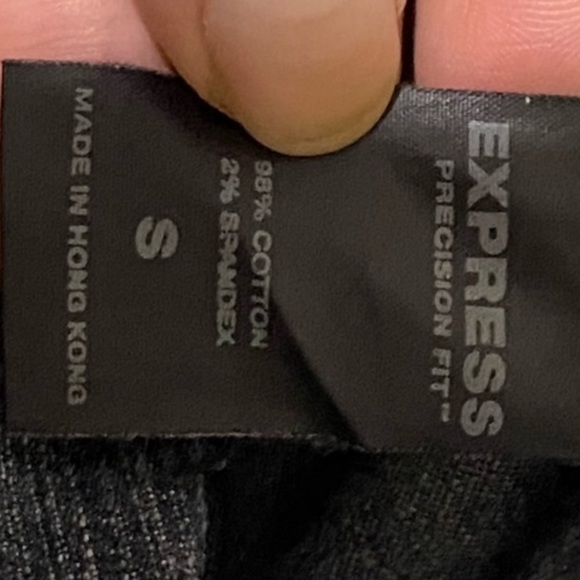 EXPRESS
PRECISION FIT™
98% COTTON
2% SPANDEX
S
MADE IN HONG KONG